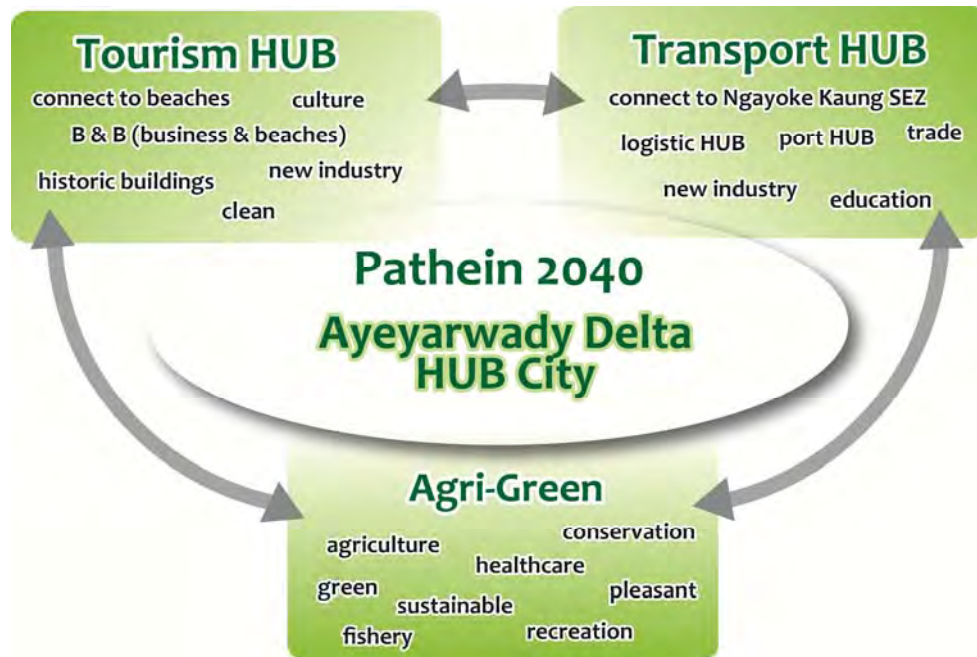 Tourism HUB
connect to beaches
culture
B & B (business & beaches)
new industry
historic buildings
clean
Transport HUB
connect to Ngayoke Kaung SEZ
logistic HUB
port HUB
trade
new industry
education
Pathein 2040
Ayeyarwady Delta
HUB City
Agri-Green
conservation
agriculture
healthcare
green
pleasant
sustainable
fishery
recreation